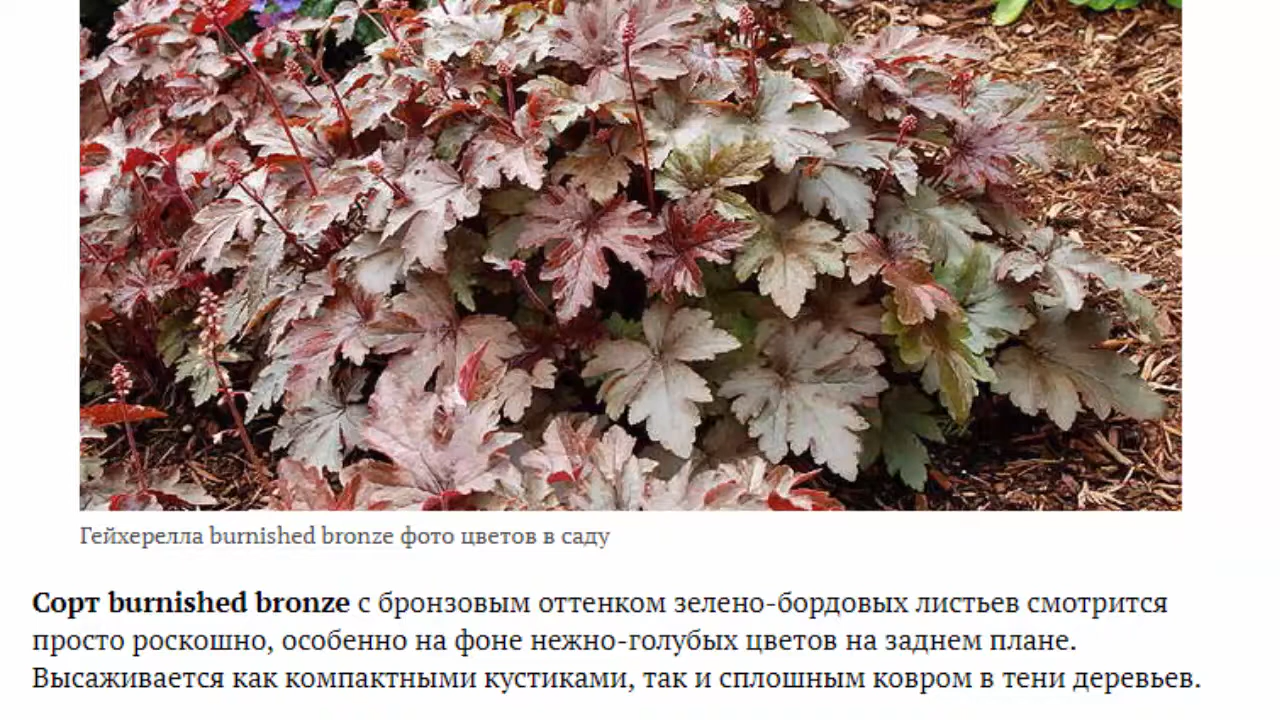 Гейхерелла burnished bronze фото цветов в саду
Сорт burnished bronze с бронзовым оттенком зелено-бордовых листьев смотрится
просто роскошно, особенно на фоне нежно-голубых цветов на заднем плане.
Высаживается как компактными кустиками, так и сплошным ковром в тени деревьев.